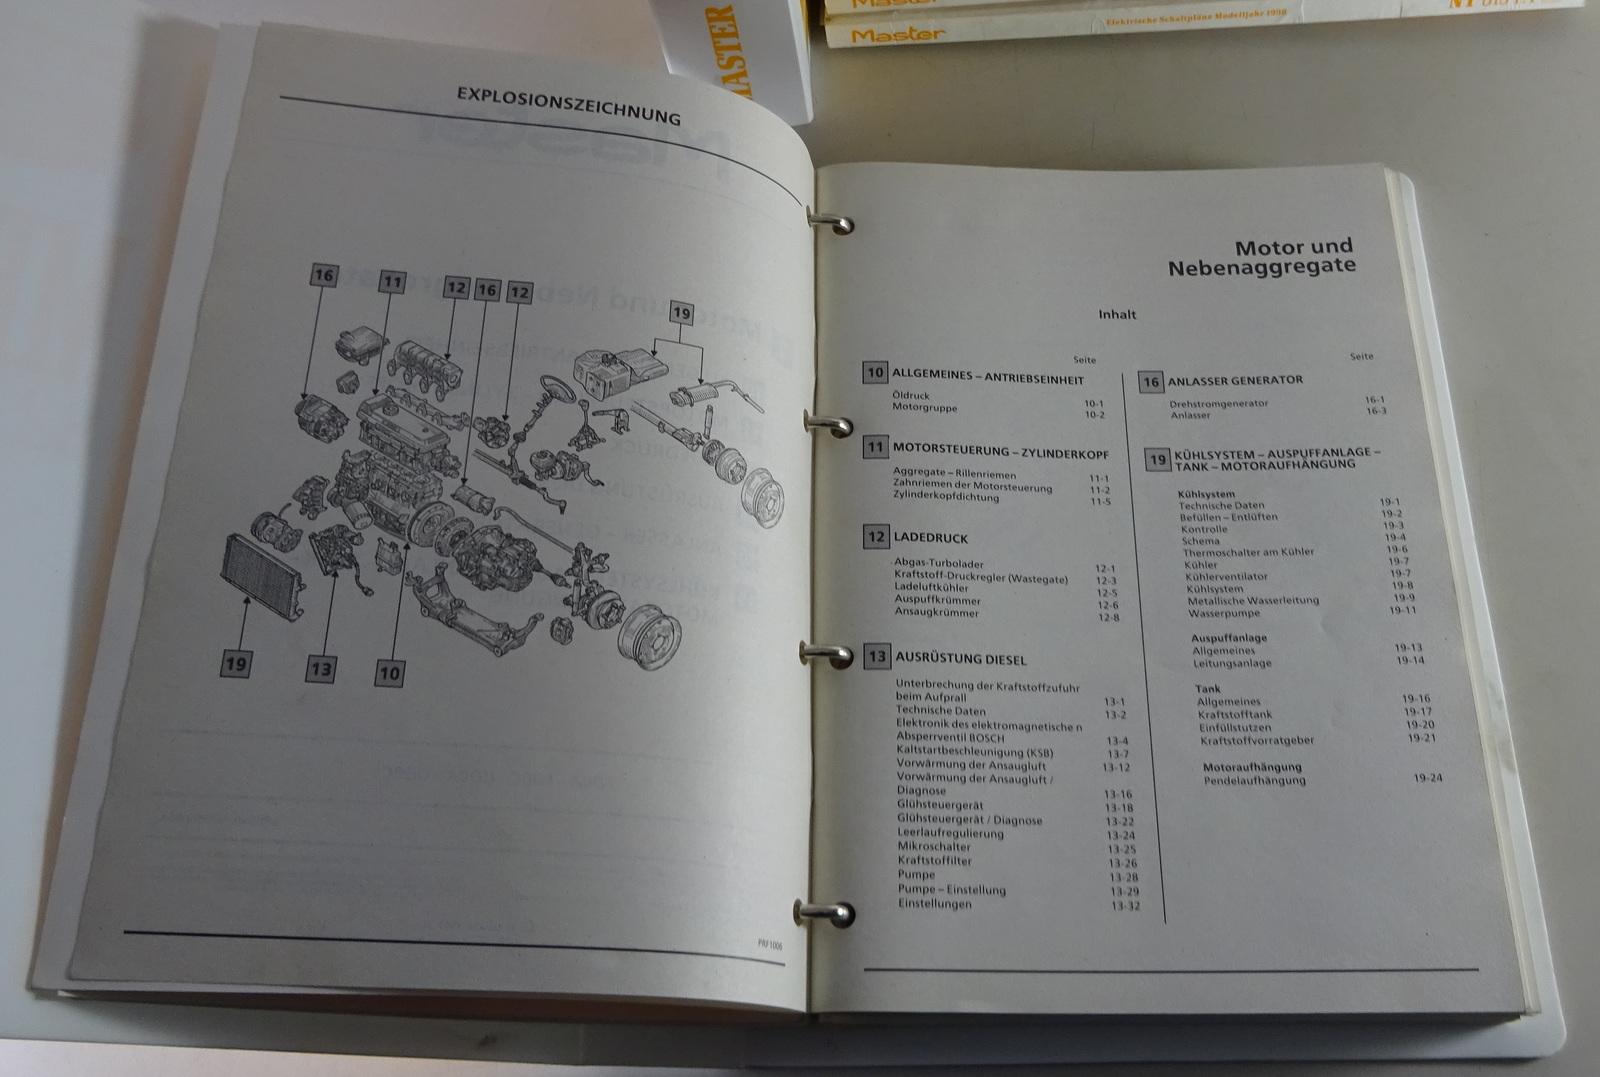 MASTER
Master
Master
Elektrische Schaltpläne Modelljahr 1998
EXPLOSIONSZEICHNUNG
16
11
12
16
12
19
19
13
10
PRF1006
Motor und
Nebenaggregate
Inhalt
Seite
10 ALLGEMEINES – ANTRIEBSEINHEIT
Öldruck 10-1
Motorgruppe 10-2
11 MOTORSTEUERUNG – ZYLINDERKOPF
Aggregate – Rillenriemen 11-1
Zahnriemen der Motorsteuerung 11-2
Zylinderkopfdichtung 11-5
12 LADEDRUCK
Abgas-Turbolader 12-1
Kraftstoff-Druckregler (Wastegate) 12-3
Ladeluftkühler 12-5
Auspuffkrümmer 12-6
Ansaugkrümmer 12-8
13 AUSRÜSTUNG DIESEL
Unterbrechung der Kraftstoffzufuhr
beim Aufprall 13-1
Technische Daten 13-2
Elektronik des elektromagnetische n
Absperrventil BOSCH 13-4
Kaltstartbeschleunigung (KSB) 13-7
Vorwärmung der Ansaugluft 13-12
Vorwärmung der Ansaugluft /
Diagnose 13-16
Glühsteuergerät 13-18
Glühsteuergerät / Diagnose 13-22
Leerlaufregulierung 13-24
Mikroschalter 13-25
Kraftstoffilter 13-26
Pumpe 13-28
Pumpe – Einstellung 13-29
Einstellungen 13-32
Seite
16 ANLASSER GENERATOR
Drehstromgenerator 16-1
Anlasser 16-3
19 KÜHLSYSTEM – AUSPUFFANLAGE –
TANK – MOTORAUFHÄNGUNG
Kühlsystem
Technische Daten 19-1
Befüllen – Entlüften 19-2
Kontrolle 19-3
Schema 19-4
Thermoschalter am Kühler 19-6
Kühler 19-7
Kühlerventilator 19-7
Kühlsystem 19-8
Metallische Wasserleitung 19-9
Wasserpumpe 19-11
Auspuffanlage
Allgemeines 19-13
Leitungsanlage 19-14
Tank
Allgemeines 19-16
Kraftstofftank 19-17
Einfüllstutzen 19-20
Kraftstoffvorratgeber 19-21
Motoraufhängung
Pendelaufhängung 19-24